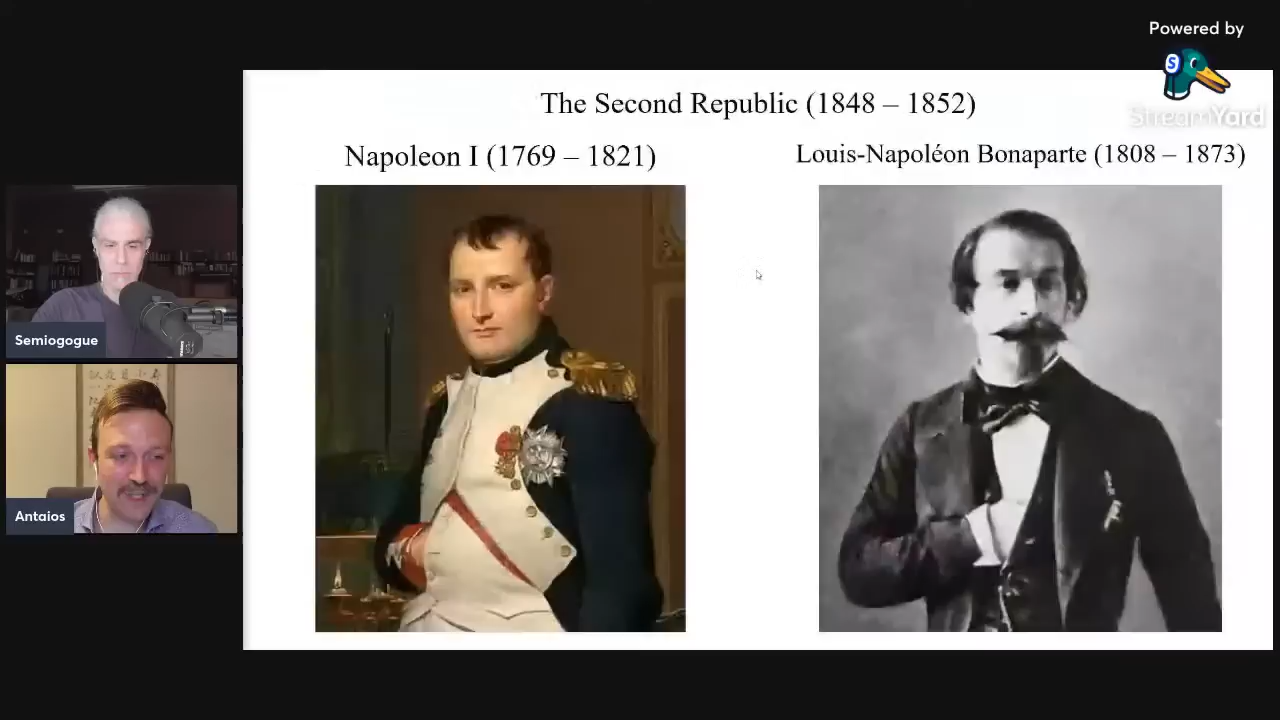 Powered by
S
StreamYard
The Second Republic (1848 – 1852)
Napoleon I (1769 – 1821)
Louis-Napoléon Bonaparte (1808 – 1873)
Semiogogue
Antaios